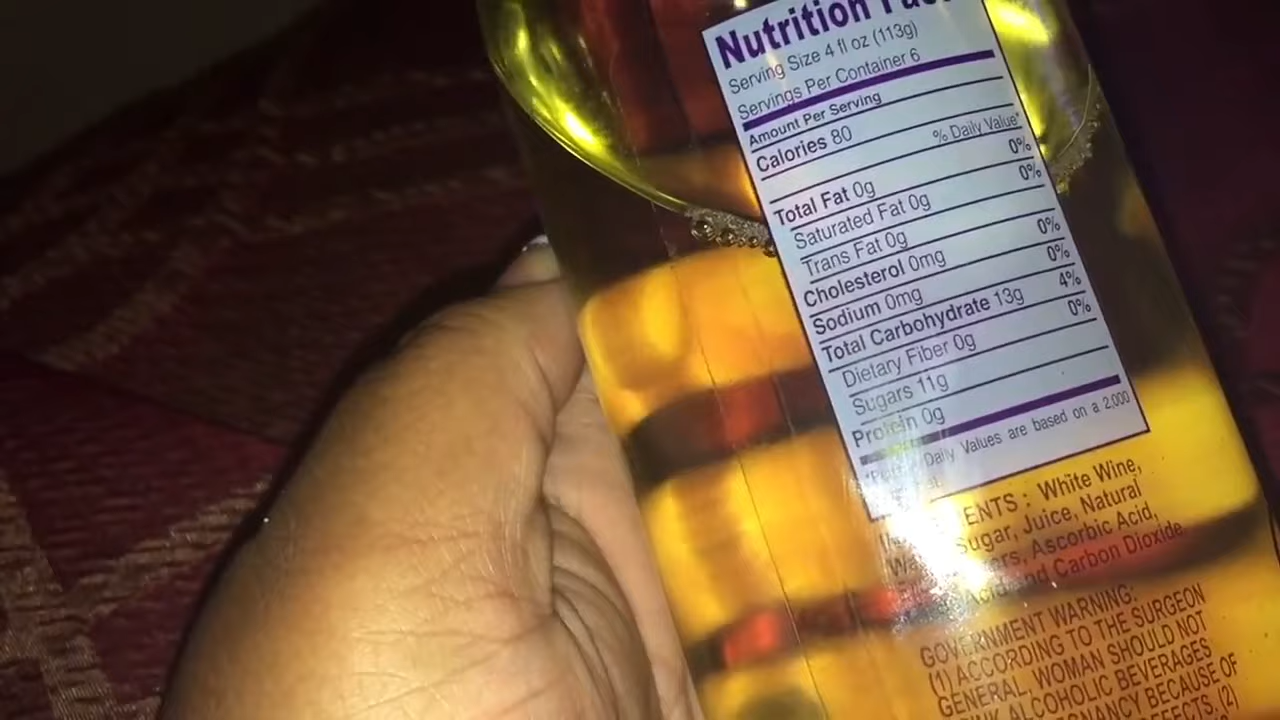 Nutrition
Serving Size 4 fl oz (113g)
Servings Per Container 6
Amount Per Serving
Calories 80
% Daily Value*
Total Fat 0g 0%
Saturated Fat 0g 0%
Trans Fat 0g
Cholesterol 0mg 0%
Sodium 0mg 0%
Total Carbohydrate 13g 4%
Dietary Fiber 0g 0%
Sugars 11g
Protein 0g
Daily Values are based on a 2,000
ENTS : White Wine,
Sugar, Juice, Natural
Ascorbic Acid,
Acid and Carbon Dioxide
GOVERNMENT WARNING:
(1) ACCORDING TO THE SURGEON
GENERAL, WOMAN SHOULD NOT
ALCOHOLIC BEVERAGES
BECAUSE OF
(2)